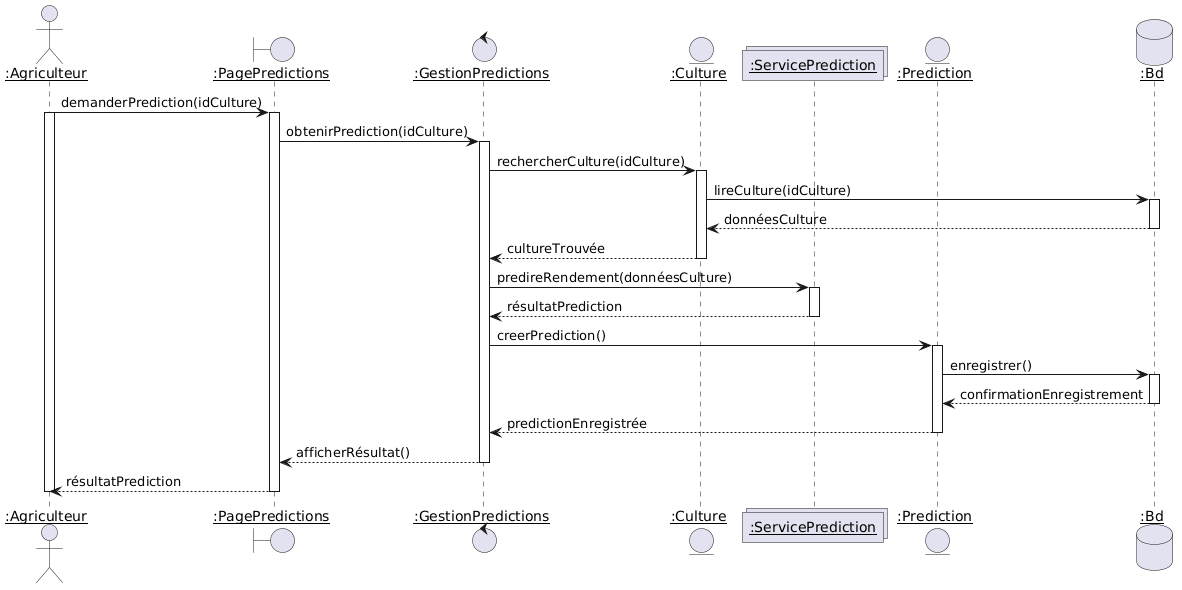 :Agriculteur
:PagePredictions
:GestionPredictions
:Culture
:ServicePrediction
:Prediction
:Bd
demanderPrediction(idCulture)
obtenirPrediction(idCulture)
rechercherCulture(idCulture)
lireCulture(idCulture)
donnéesCulture
cultureTrouvée
predireRendement(donnéesCulture)
résultatPrediction
creerPrediction()
enregistrer()
confirmationEnregistrement
predictionEnregistrée
afficherRésultat()
résultatPrediction
:Agriculteur
:PagePredictions
:GestionPredictions
:Culture
:ServicePrediction
:Prediction
:Bd